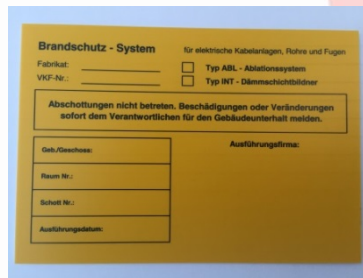 Brandschutz - System
für elektrische Kabelanlagen, Rohre und Fugen
Fabrikat:
Typ ABL - Ablationssystem
VKF-Nr.:
Typ INT - Dämmschichtbildner
Abschottungen nicht betreten. Beschädigungen oder Veränderungen
sofort dem Verantwortlichen für den Gebäudeunterhalt melden.
Geb./Geschoss:
Ausführungsfirma:
Raum Nr.:
Schott Nr.:
Ausführungsdatum: